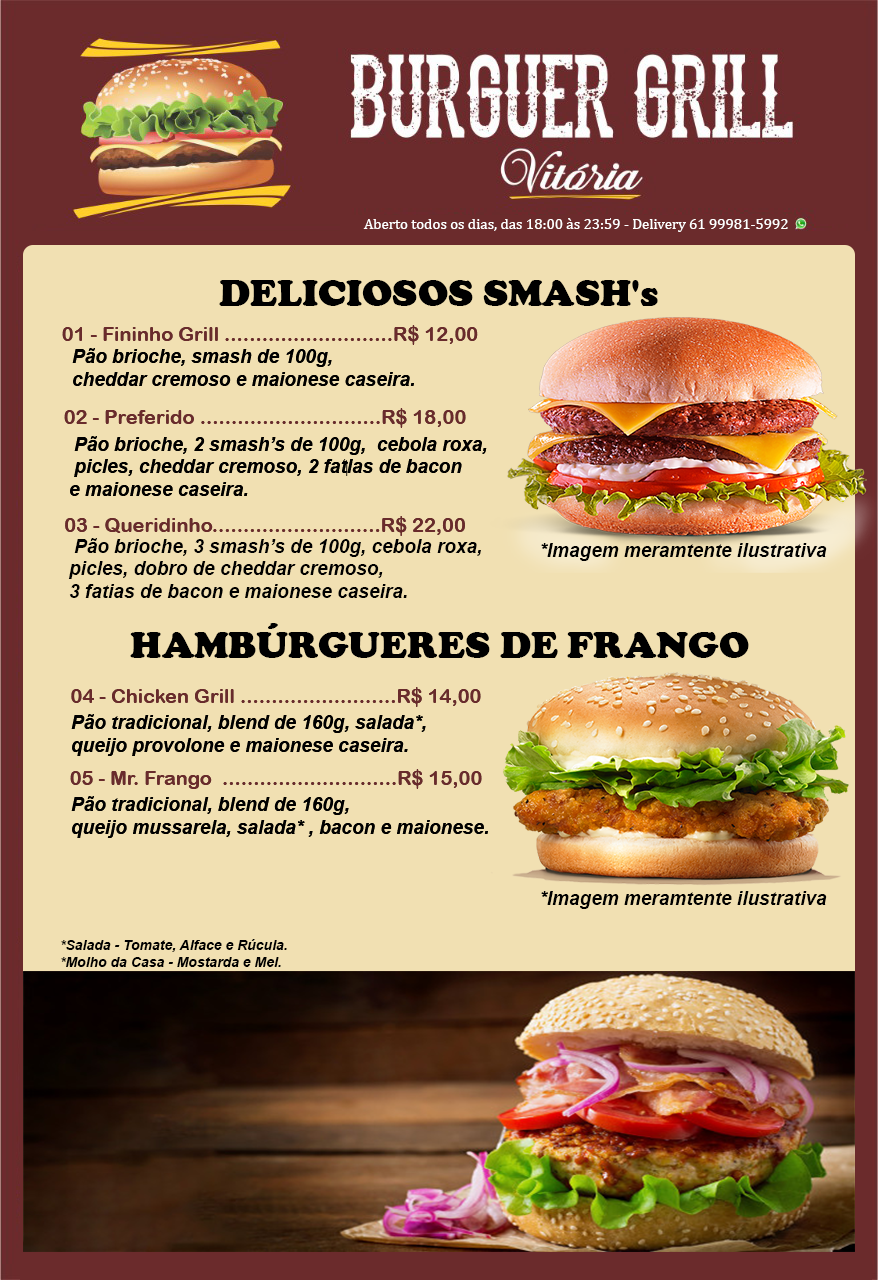 BURGUER GRILL
Vitória
Aberto todos os dias, das 18:00 às 23:59 - Delivery 61 99981-5992
DELICIOSOS SMASH's
01 - Fininho Grill ...........................R$ 12,00
Pão brioche, smash de 100g,
cheddar cremoso e maionese caseira.
02 - Preferido .............................R$ 18,00
Pão brioche, 2 smash’s de 100g, cebola roxa,
picles, cheddar cremoso, 2 fatias de bacon
e maionese caseira.
03 - Queridinho...........................R$ 22,00
Pão brioche, 3 smash’s de 100g, cebola roxa,
picles, dobro de cheddar cremoso,
3 fatias de bacon e maionese caseira.
*Imagem meramtente ilustrativa
HAMBÚRGUERES DE FRANGO
04 - Chicken Grill .........................R$ 14,00
Pão tradicional, blend de 160g, salada*,
queijo provolone e maionese caseira.
05 - Mr. Frango ............................R$ 15,00
Pão tradicional, blend de 160g,
queijo mussarela, salada* , bacon e maionese.
*Imagem meramtente ilustrativa
*Salada - Tomate, Alface e Rúcula.
*Molho da Casa - Mostarda e Mel.